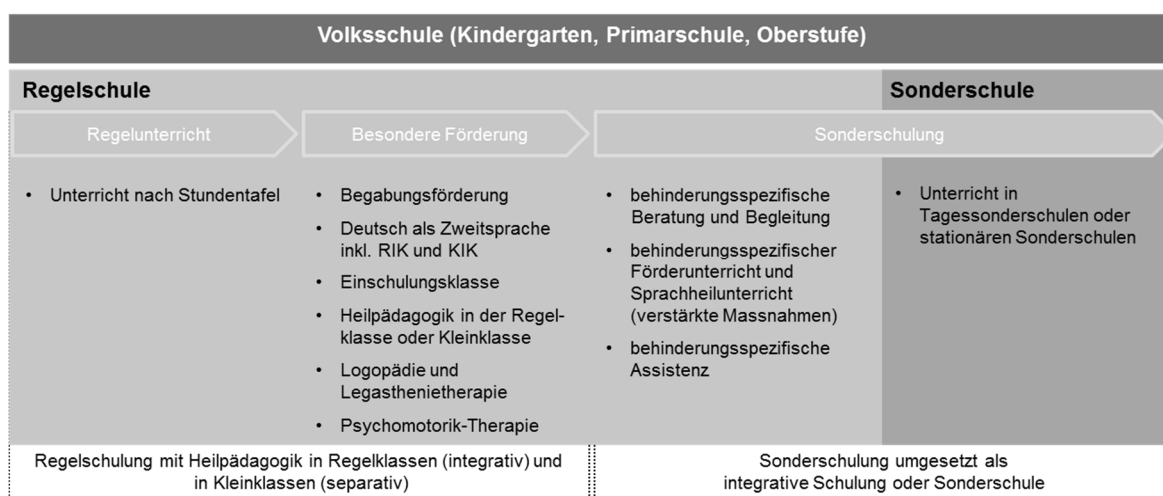 Volksschule (Kindergarten, Primarschule, Oberstufe)
Regelschule
Sonderschule
Regelunterricht
Besondere Förderung
Sonderschulung
• Unterricht nach Stundentafel
• Begabungsförderung
• Deutsch als Zweitsprache
inkl. RIK und KIK
• Einschulungsklasse
• Heilpädagogik in der Regel-
klasse oder Kleinklasse
• Logopädie und
Legasthenietherapie
• Psychomotorik-Therapie
• behinderungsspezifische
Beratung und Begleitung
• behinderungsspezifischer
Förderunterricht und
Sprachheilunterricht
(verstärkte Massnahmen)
• behinderungsspezifische
Assistenz
• Unterricht in
Tagessonderschulen oder
stationären Sonderschulen
Regelschulung mit Heilpädagogik in Regelklassen (integrativ) und
in Kleinklassen (separativ)
Sonderschulung umgesetzt als
integrative Schulung oder Sonderschule